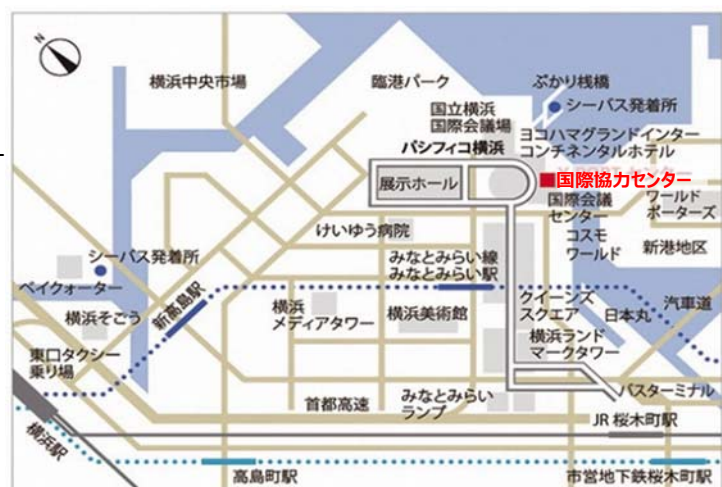 N
横浜中央市場
臨港パーク
ぷかり桟橋
シーバス発着所
国立横浜
国際会議場
ヨコハマグランドインター
コンチネンタルホテル
パシフィコ横浜
展示ホール
国際協力センター
国際会議
センター
ワールド
ポーターズ
コスモ
ワールド
新港地区
けいゆう病院
シーバス発着所
ベイクォーター
みなとみらい線
みなとみらい駅
新高島駅
横浜
メディアタワー
横浜美術館
クイーンズ
スクエア
日本丸
汽車道
横浜そごう
横浜ランド
マークタワー
東口タクシー
乗り場
首都高速
みなとみらい
ランプ
バスターミナル
JR 桜木町駅
横浜駅
高島町駅
市営地下鉄桜木町駅